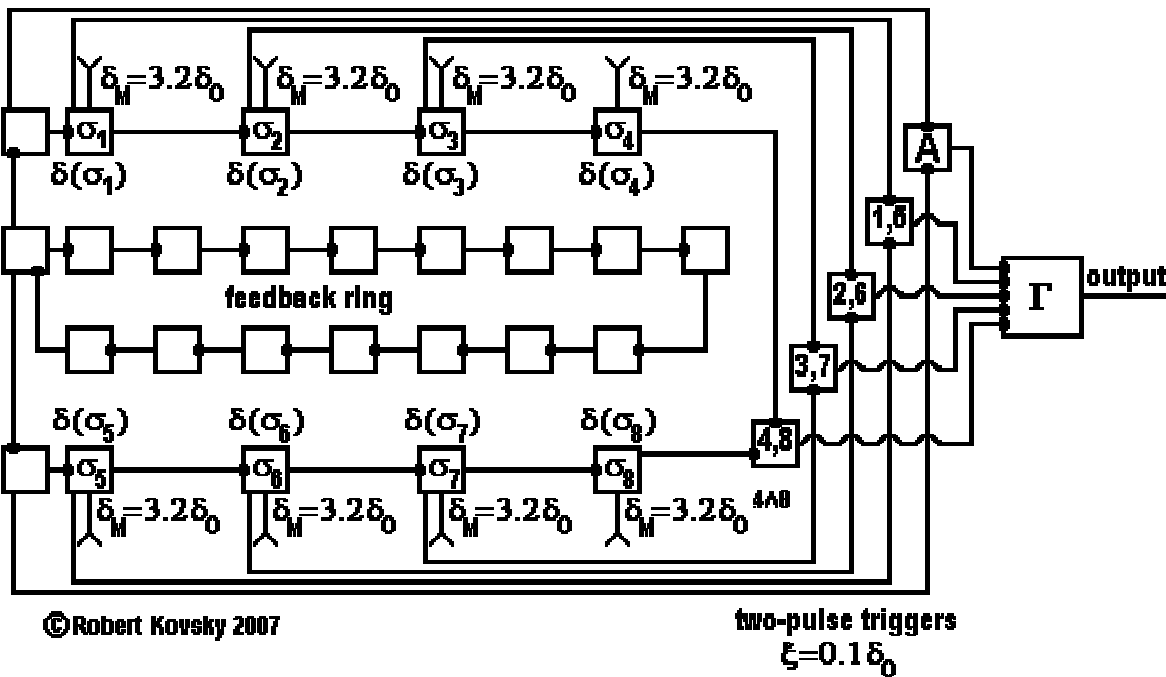 δM=3.2δ0 δM=3.2δ0 δM=3.2δ0 δM=3.2δ0
σ1 σ2 σ3 σ4
δ(σ1) δ(σ2) δ(σ3) δ(σ4)
A
1,5
feedback ring
2,6
Γ
output
3,7
δ(σ5) δ(σ6) δ(σ7) δ(σ8)
4,8
σ5 σ6 σ7 σ8
4∧8
δM=3.2δ0 δM=3.2δ0 δM=3.2δ0 δM=3.2δ0
©Robert Kovsky 2007
two-pulse triggers
ξ=0.1δ0